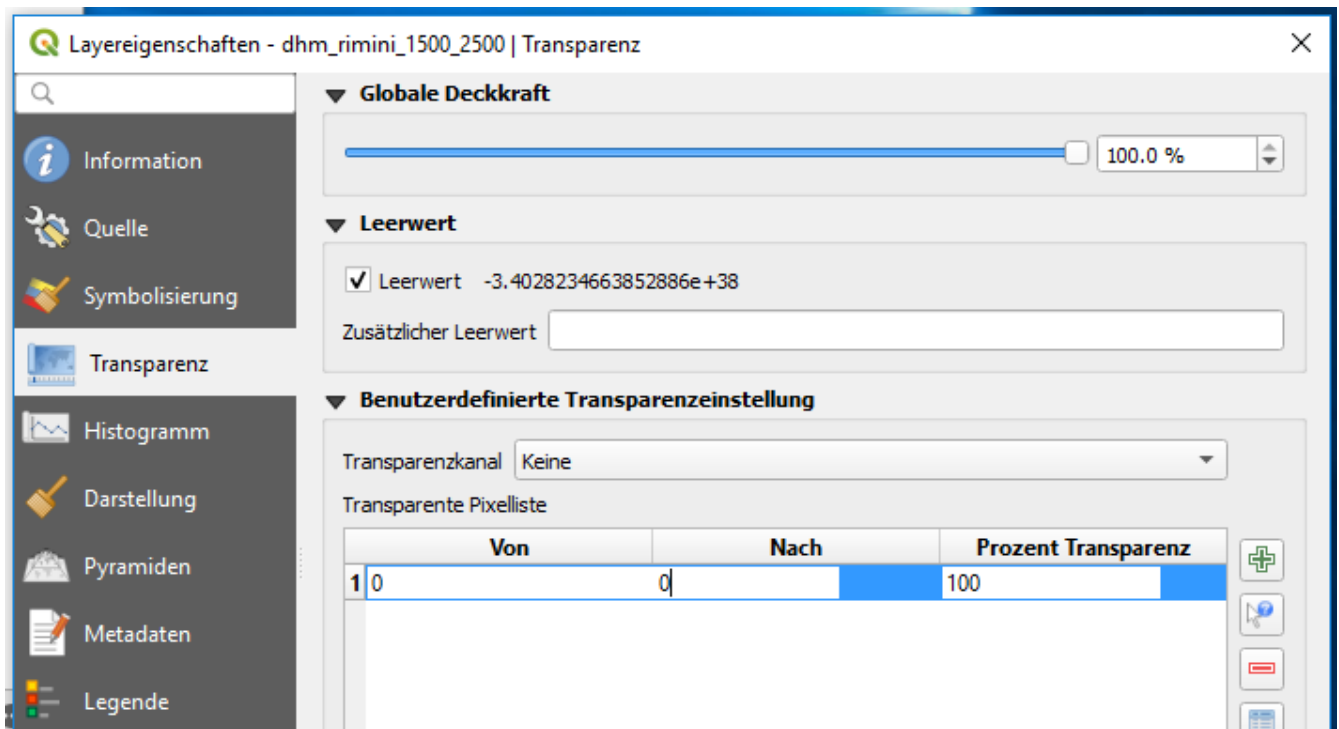 Layereigenschaften - dhm_rimini_1500_2500 | Transparenz
Globale Deckkraft
100.0 %
Information
Leerwert
Quelle
Leerwert -3.4028234663852886e+38
Symbolisierung
Zusätzlicher Leerwert
Transparenz
Benutzerdefinierte Transparenzeinstellung
Histogramm
Transparenzkanal Keine
Darstellung
Transparente Pixelliste
Von Nach Prozent Transparenz
Pyramiden
1 0 0 100
Metadaten
Legende